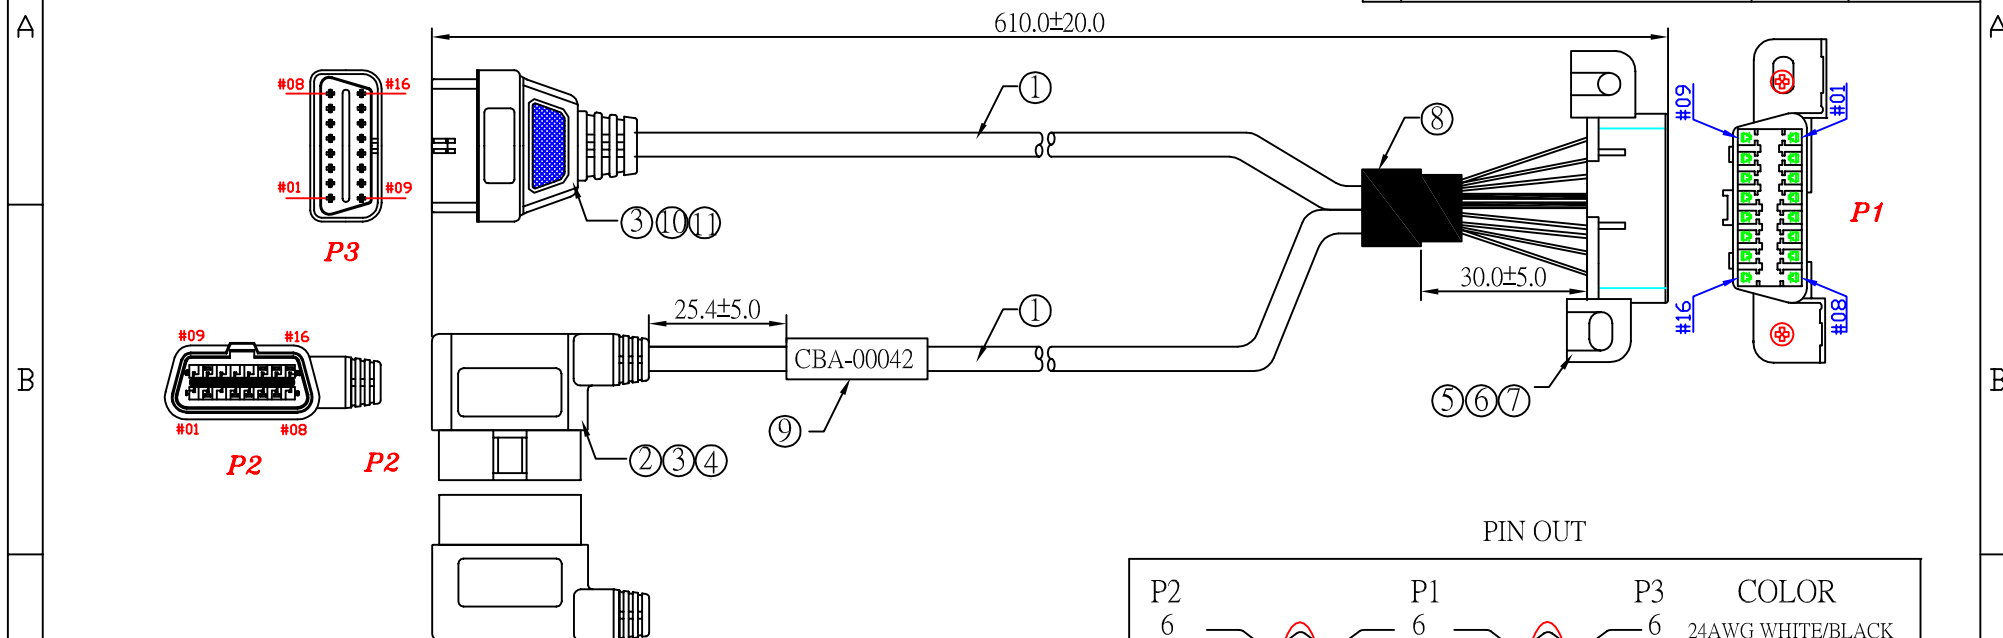 A
610.0±20.0
A
#08
#16
1
8
#09
#01
#01
#09
3 10 11
P3
P1
30.0±5.0
25.4±5.0
1
#16
#08
#09
#16
CBA-00042
B
B
5 6 7
#01
#08
9
P2
P2
2 3 4
PIN OUT
P2 P1 P3 COLOR
6 6 6 24AWG WHITE/BLACK